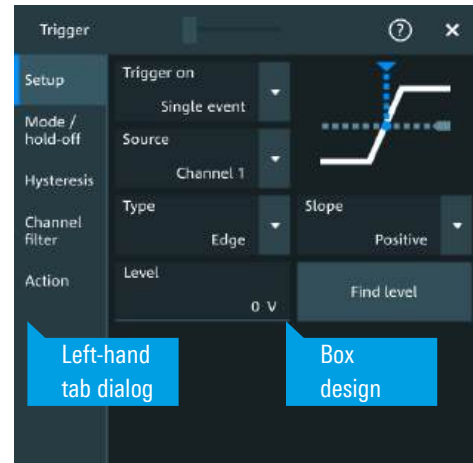 Trigger
?
×
Setup
Mode /
hold-off
Hysteresis
Channel
filter
Action
Trigger on
Single event
Source
Channel 1
Type
Edge
Slope
Positive
Level
0 V
Find level
Left-hand
tab dialog
Box
design